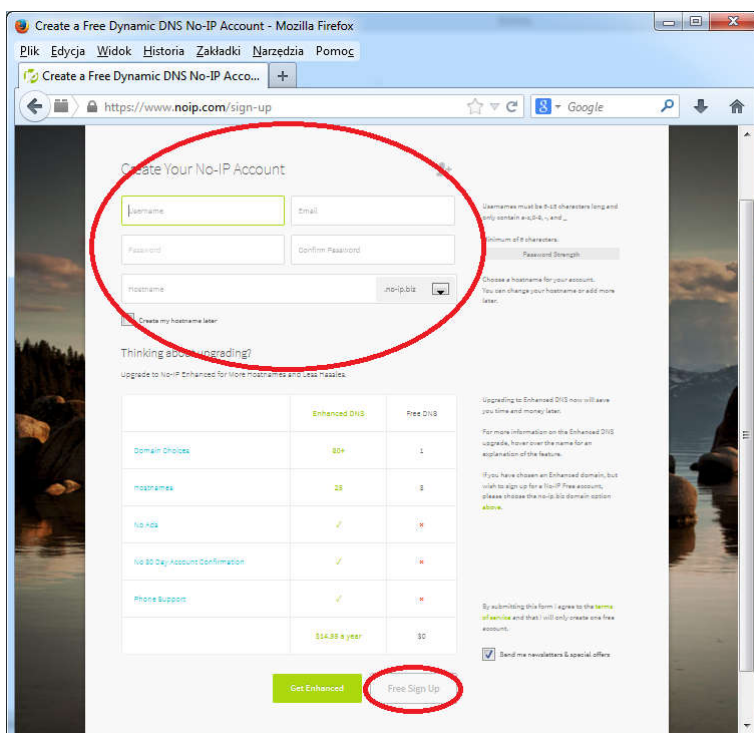 Create a Free Dynamic DNS No-IP Account - Mozilla Firefox
Plik Edycja Widok Historia Zakładki Narzędzia Pomoc
Create a Free Dynamic DNS No-IP Acco...
https://www.noip.com/sign-up
Google
Create Your No-IP Account
Username
Email
Usernames must be 6-15 characters long and
only contain a-z,0-9, -, and _
Password
Confirm Password
Minimum of 6 characters.
Password Strength
Hostname
.no-ip.biz
Choose a hostname for your account.
You can change your hostname or add more
later.
Create my hostname later
Thinking about upgrading?
Upgrade to No-IP Enhanced for More Hostnames and Less Hassles.
Enhanced DNS Free DNS
Domain Choices 80+ 1
Hostnames 25 3
No Ads
No 30 Day Account Confirmation
Phone Support
$14.95 a year $0
Upgrading to Enhanced DNS now will save
you time and money later.
For more information on the Enhanced DNS
upgrade, hover over the name for an
explanation of the feature.
If you have chosen an Enhanced domain, but
wish to sign up for a No-IP Free account,
please choose the no-ip.biz domain option
above.
By submitting this form I agree to the terms
of service and that I will only create one free
account.
Send me newsletters & special offers
Get Enhanced
Free Sign Up